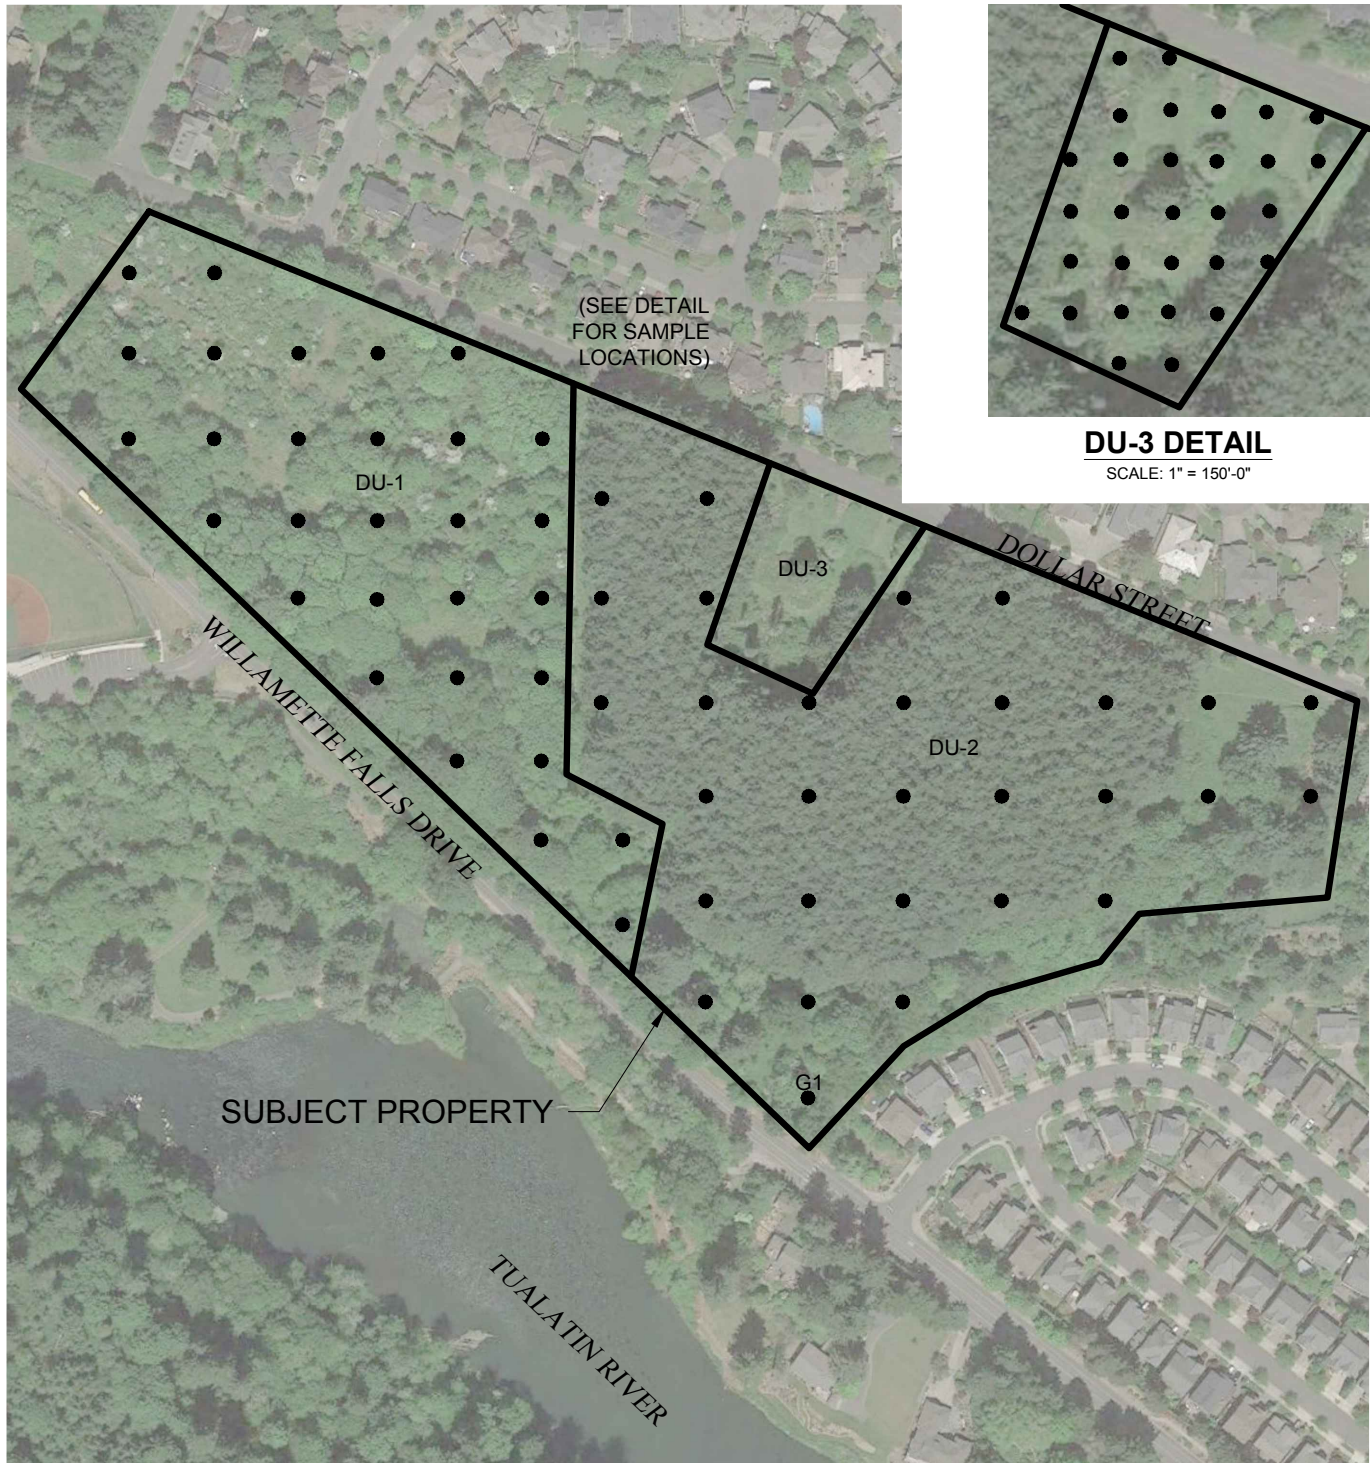 (SEE DETAIL
FOR SAMPLE
LOCATIONS)
DU-3 DETAIL
SCALE: 1" = 150'-0"
DU-1
DU-3
DOLLAR STREET
WILLAMETTE FALLS DRIVE
DU-2
G1
SUBJECT PROPERTY
TUALATIN RIVER